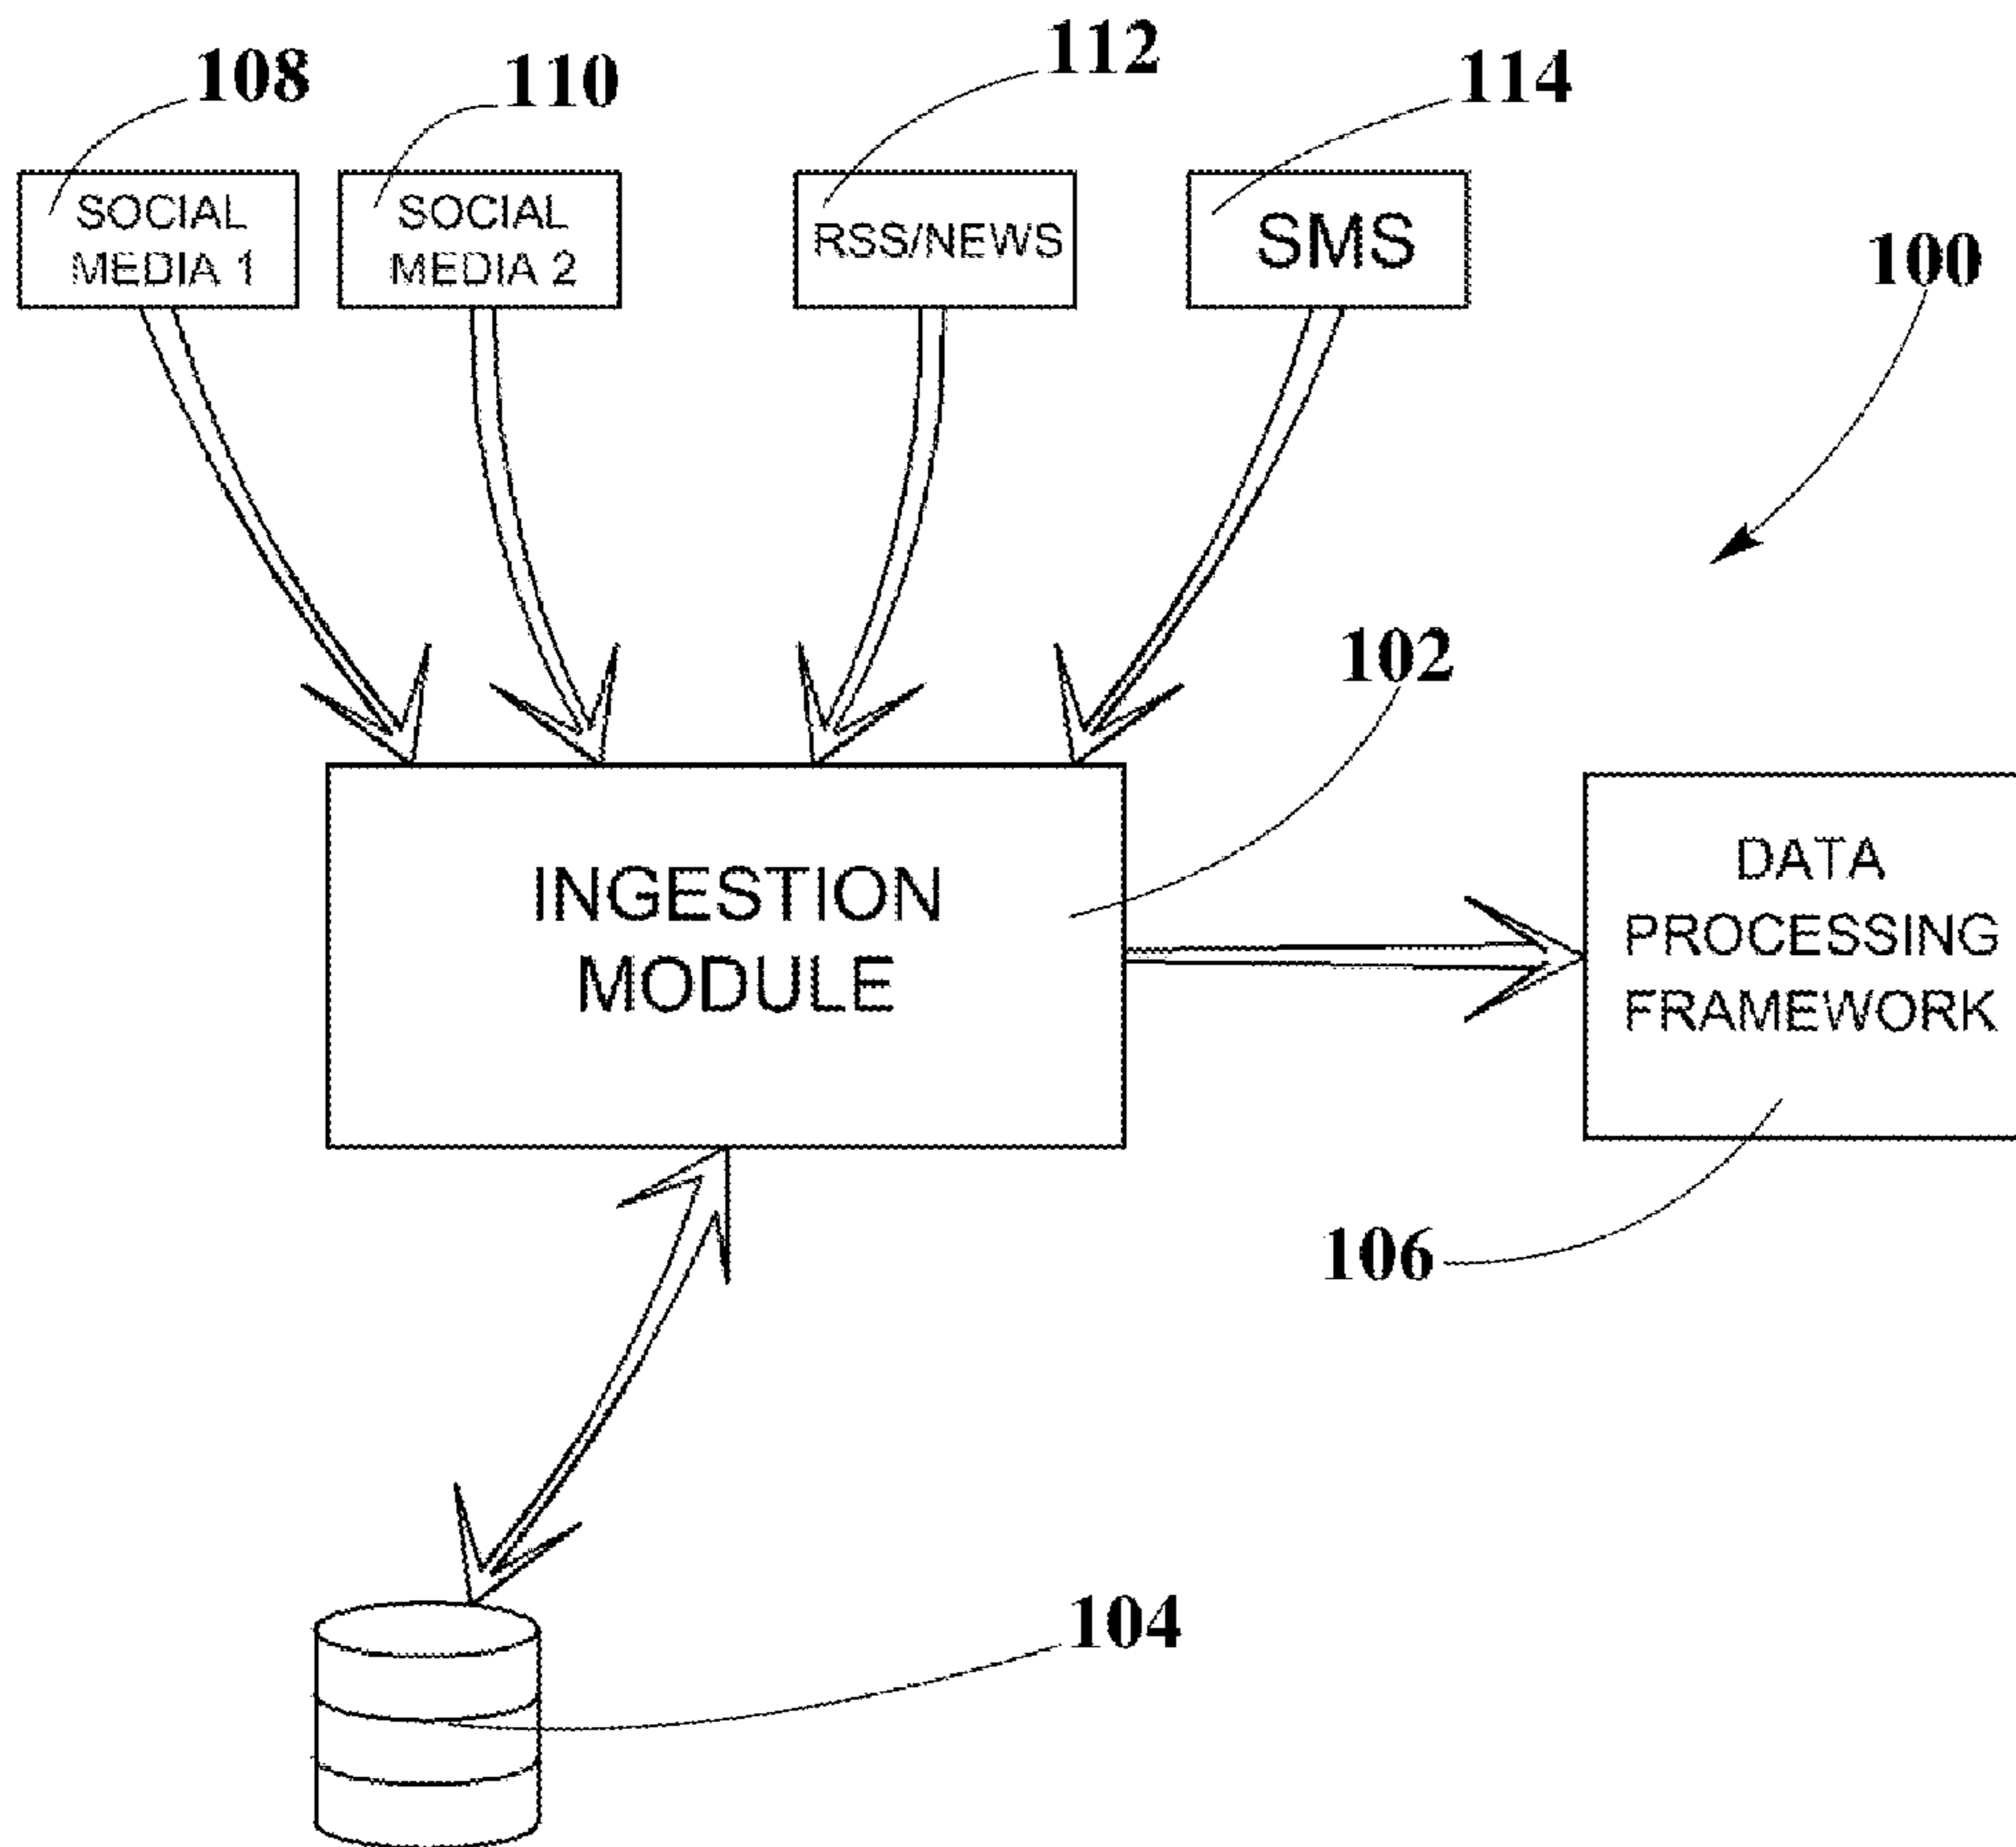 108
110
112
114
SOCIAL
MEDIA 1
SOCIAL
MEDIA 2
RSS/NEWS
SMS
100
102
INGESTION
MODULE
DATA
PROCESSING
FRAMEWORK
106
104